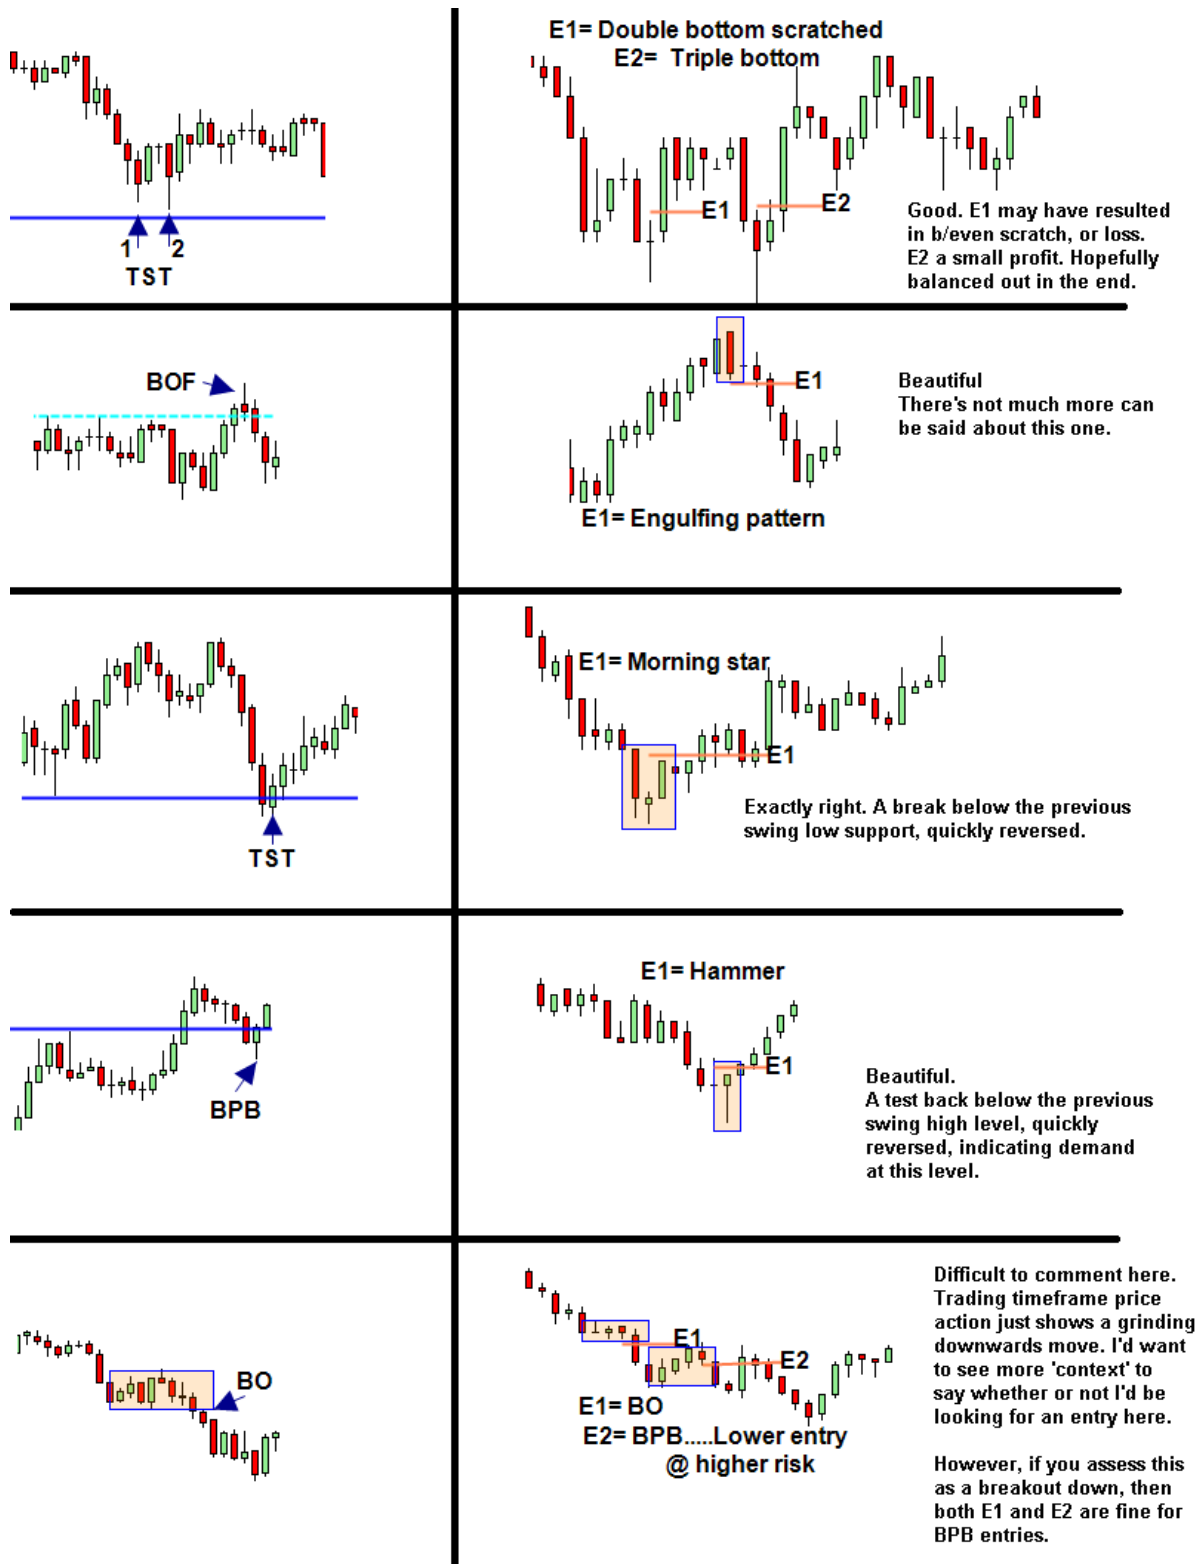 E1= Double bottom scratched
E2= Triple bottom
E1
E2
1
2
TST
Good. E1 may have resulted
in b/even scratch, or loss.
E2 a small profit. Hopefully
balanced out in the end.
BOF
E1
E1= Engulfing pattern
Beautiful
There's not much more can
be said about this one.
TST
E1= Morning star
E1
Exactly right. A break below the previous
swing low support, quickly reversed.
BPB
E1= Hammer
E1
Beautiful.
A test back below the previous
swing high level, quickly
reversed, indicating demand
at this level.
BO
E1
E2
E1= BO
E2= BPB.....Lower entry
@ higher risk
Difficult to comment here.
Trading timeframe price
action just shows a grinding
downwards move. I'd want
to see more 'context' to
say whether or not I'd be
looking for an entry here.
However, if you assess this
as a breakout down, then
both E1 and E2 are fine for
BPB entries.